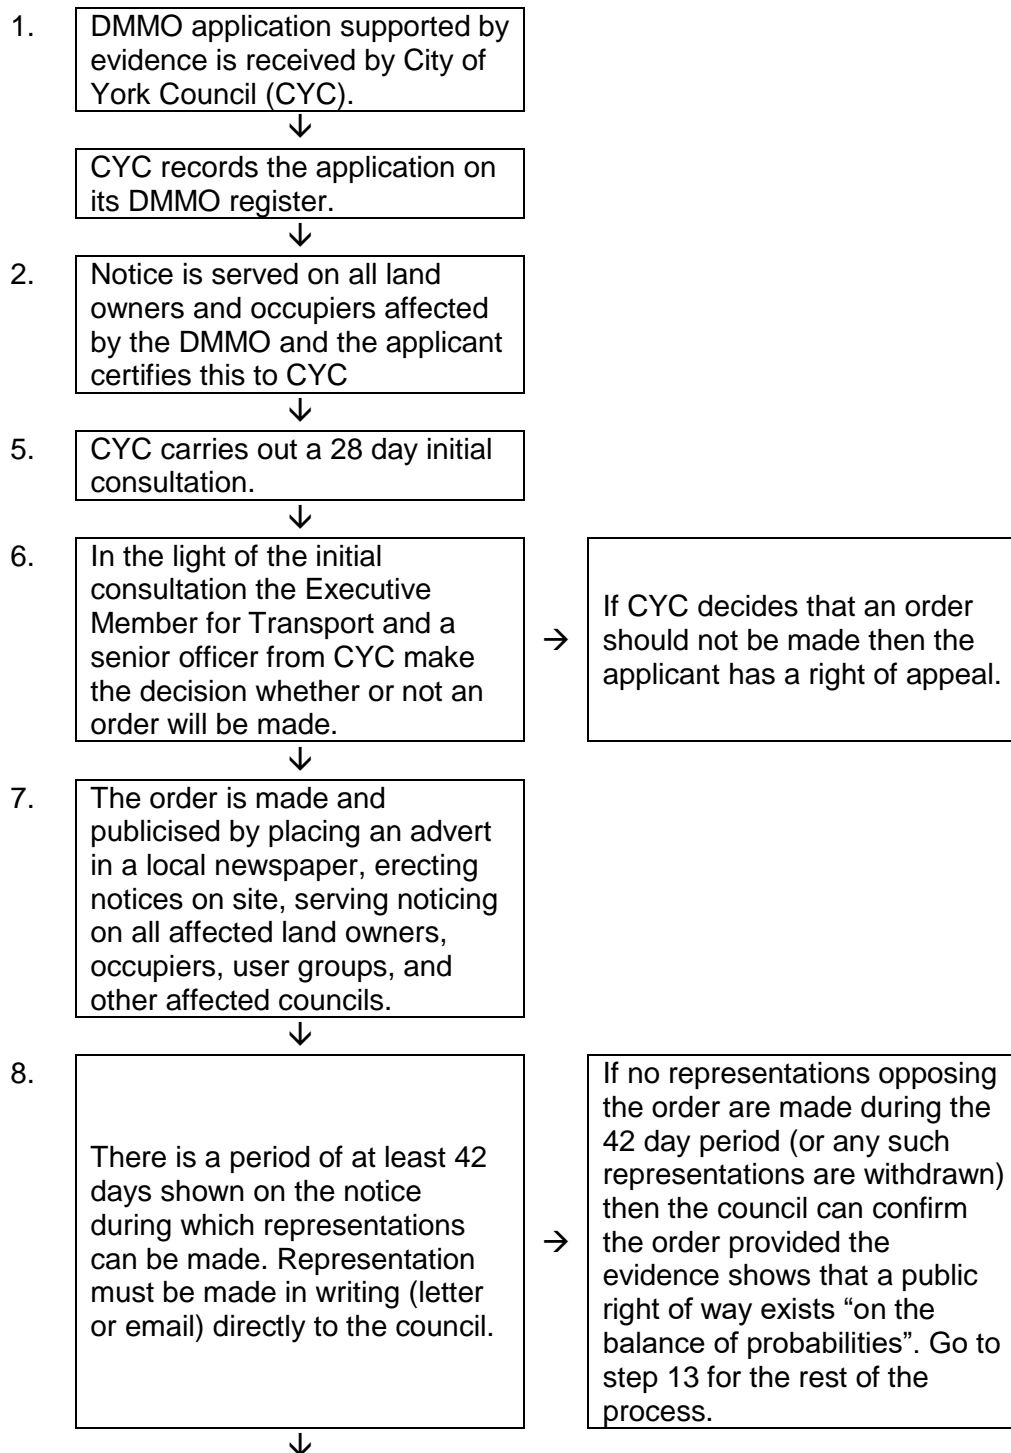 1. DMMO application supported by
evidence is received by City of
York Council (CYC).
↓
CYC records the application on
its DMMO register.
↓
2. Notice is served on all land
owners and occupiers affected
by the DMMO and the applicant
certifies this to CYC
↓
5. CYC carries out a 28 day initial
consultation.
↓
6. In the light of the initial
consultation the Executive
Member for Transport and a
senior officer from CYC make
the decision whether or not an
order will be made.
→
If CYC decides that an order
should not be made then the
applicant has a right of appeal.
↓
7. The order is made and
publicised by placing an advert
in a local newspaper, erecting
notices on site, serving noticing
on all affected land owners,
occupiers, user groups, and
other affected councils.
↓
8. There is a period of at least 42
days shown on the notice
during which representations
can be made. Representation
must be made in writing (letter
or email) directly to the council.
→
If no representations opposing
the order are made during the
42 day period (or any such
representations are withdrawn)
then the council can confirm
the order provided the
evidence shows that a public
right of way exists “on the
balance of probabilities”. Go to
step 13 for the rest of the
process.
↓